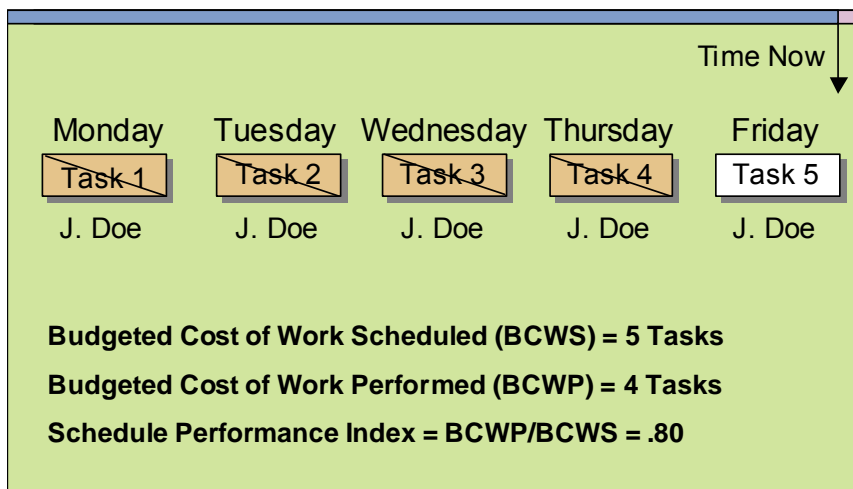 Time Now
Monday Tuesday Wednesday Thursday Friday
Task 1 Task 2 Task 3 Task 4 Task 5
J. Doe J. Doe J. Doe J. Doe J. Doe
Budgeted Cost of Work Scheduled (BCWS) = 5 Tasks
Budgeted Cost of Work Performed (BCWP) = 4 Tasks
Schedule Performance Index = BCWP/BCWS = .80